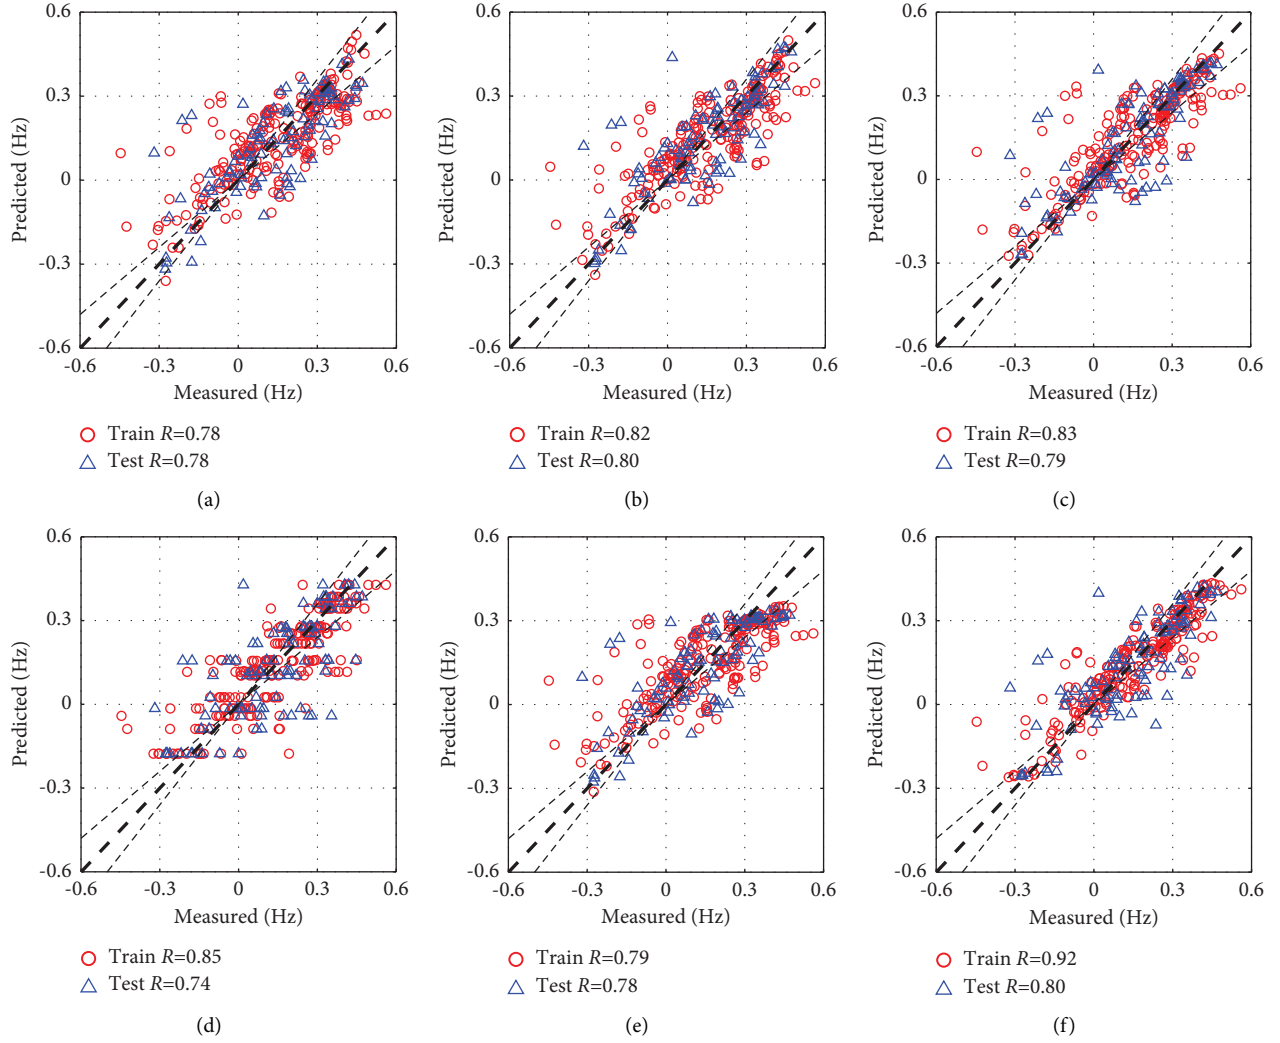 0.6
0.3
0
-0.3
-0.6
Predicted (Hz)
-0.6 -0.3 0 0.3 0.6
Measured (Hz)
Train R=0.78
Test R=0.78
(a)
0.6
0.3
0
-0.3
-0.6
Predicted (Hz)
-0.6 -0.3 0 0.3 0.6
Measured (Hz)
Train R=0.82
Test R=0.80
(b)
0.6
0.3
0
-0.3
-0.6
Predicted (Hz)
-0.6 -0.3 0 0.3 0.6
Measured (Hz)
Train R=0.83
Test R=0.79
(c)
0.6
0.3
0
-0.3
-0.6
Predicted (Hz)
-0.6 -0.3 0 0.3 0.6
Measured (Hz)
Train R=0.85
Test R=0.74
(d)
0.6
0.3
0
-0.3
-0.6
Predicted (Hz)
-0.6 -0.3 0 0.3 0.6
Measured (Hz)
Train R=0.79
Test R=0.78
(e)
0.6
0.3
0
-0.3
-0.6
Predicted (Hz)
-0.6 -0.3 0 0.3 0.6
Measured (Hz)
Train R=0.92
Test R=0.80
(f)